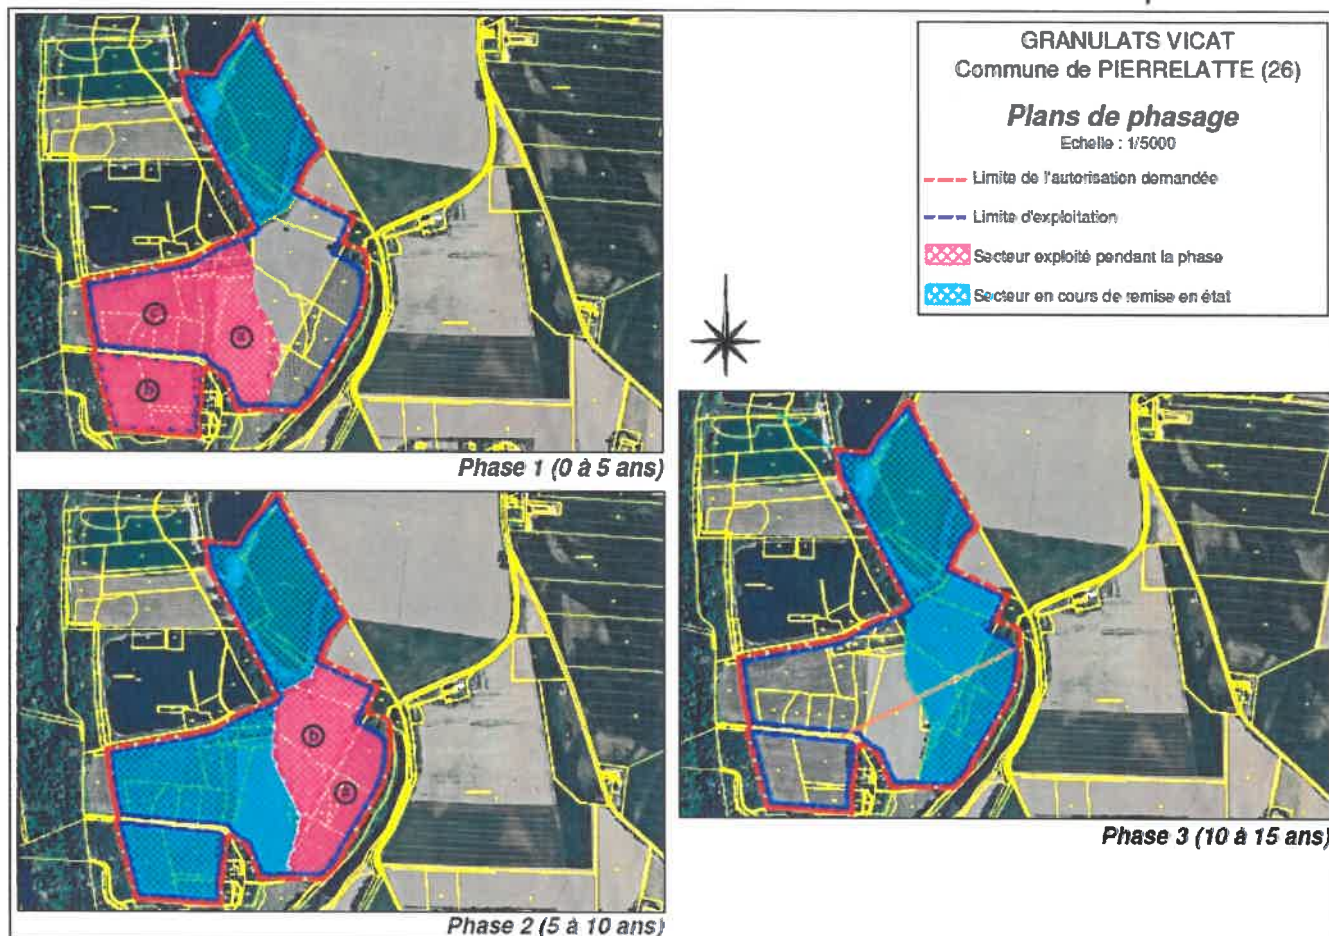 GRANULATS VICAT
Commune de PIERRELATTE (26)
Plans de phasage
Echelle : 1/5000
Limite de l'autorisation demandée
Limite d'exploitation
Secteur exploité pendant la phase
Secteur en cours de remise en état
c
a
b
Phase 1 (0 à 5 ans)
b
a
Phase 2 (5 à 10 ans)
Phase 3 (10 à 15 ans)